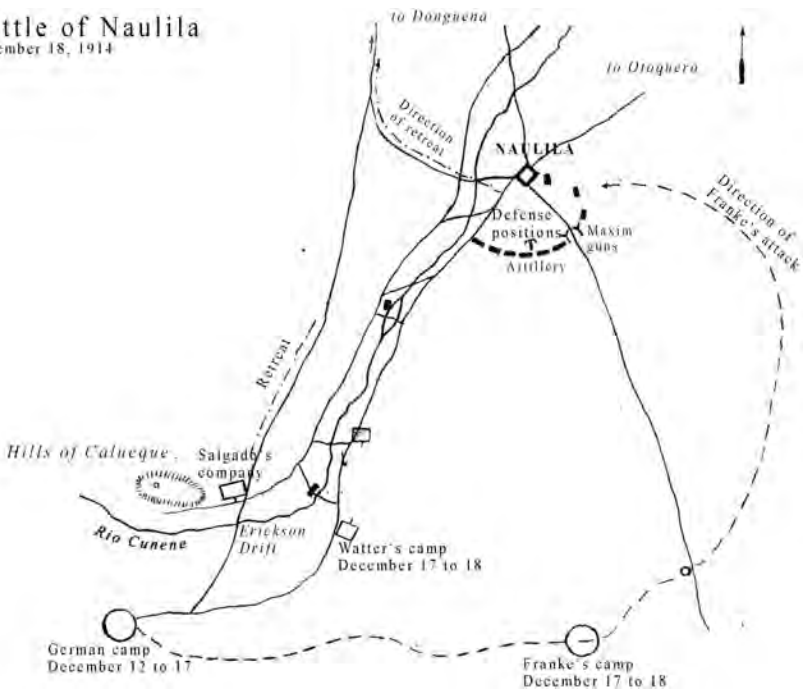 ttle of Naulila
ember 18, 1914
to Donguena
to Otoquero
Direction
of retreat
NAULILA
Direction of
Franke's attack
Defense
positions
Maxim
guns
Artillery
Retreat
Hills of Calueque
Salgado's
company
Rio Cunene
Erickson
Drift
Watter's camp
December 17 to 18
German camp
December 12 to 17
Franke's camp
December 17 to 18